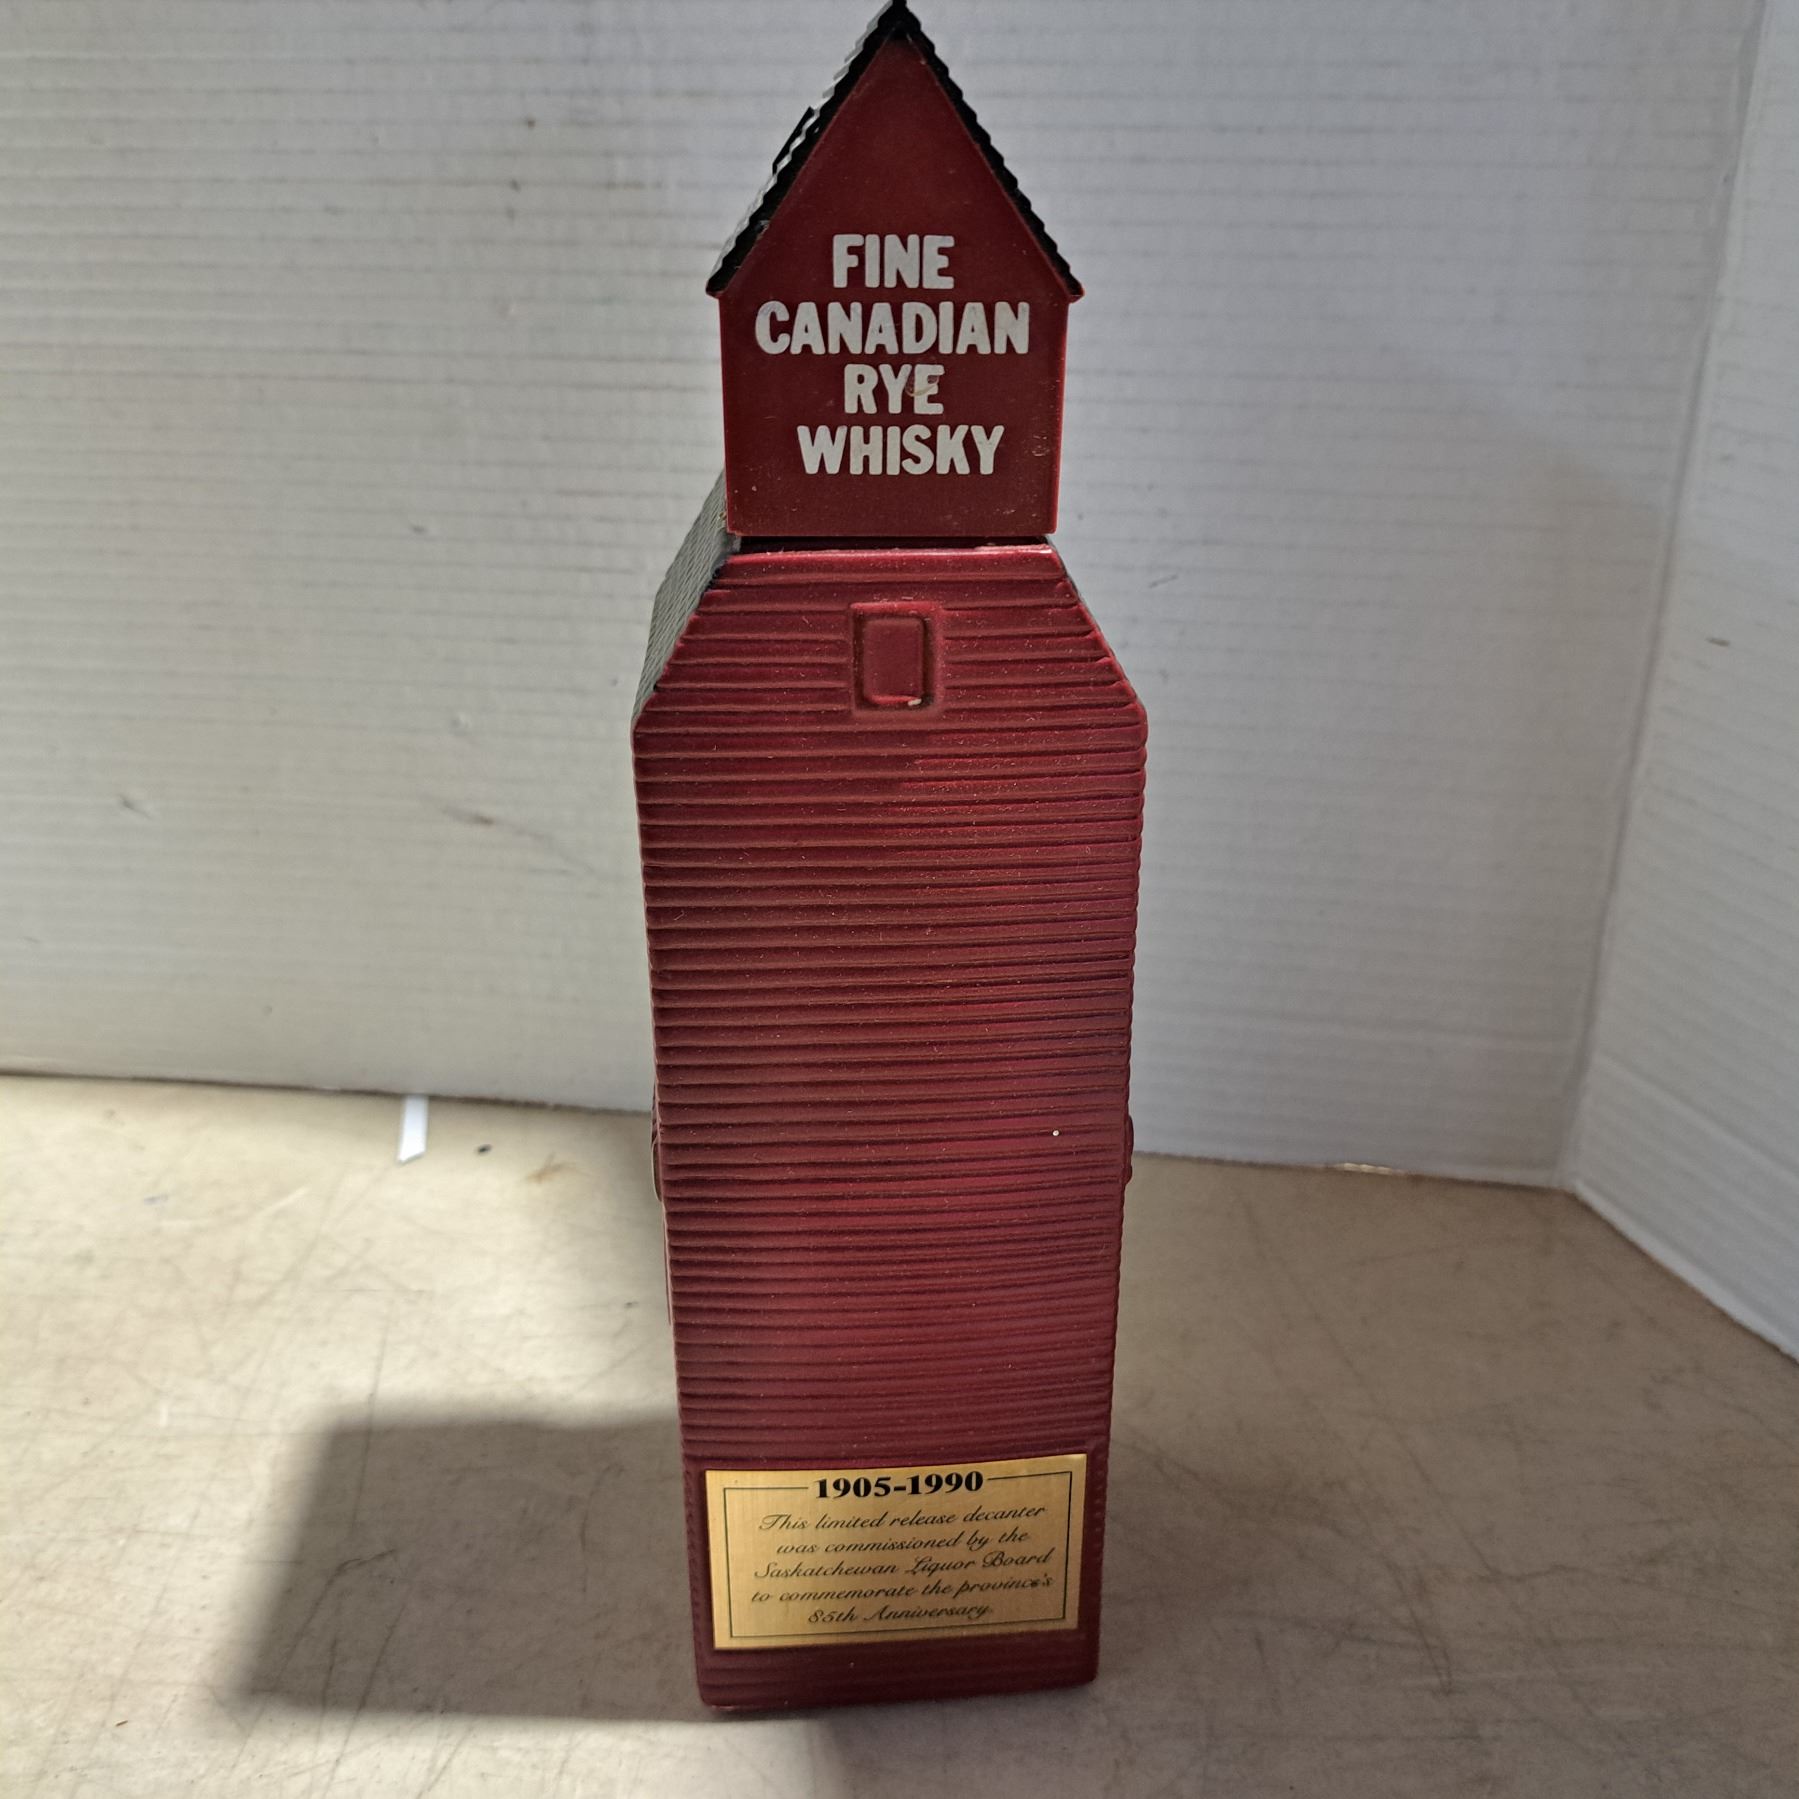 FINE
CANADIAN
RYE
WHISKY
1905-1990
This limited release decanter
was commissioned by the
Saskatchewan Liquor Board
to commemorate the province's
85th Anniversary.